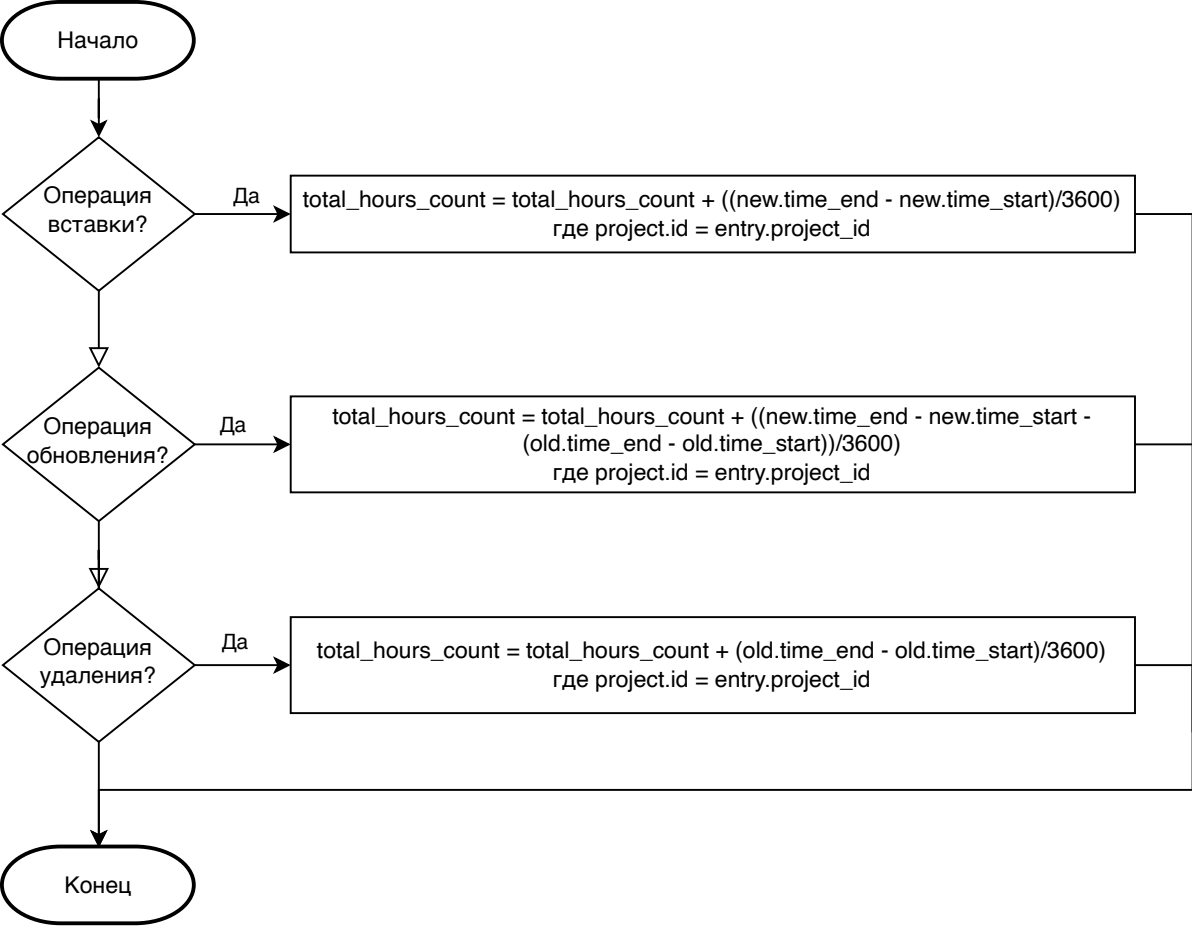 Начало
Операция
вставки?
Да
total_hours_count = total_hours_count + ((new.time_end - new.time_start)/3600)
где project.id = entry.project_id
Операция
обновления?
Да
total_hours_count = total_hours_count + ((new.time_end - new.time_start -
(old.time_end - old.time_start))/3600)
где project.id = entry.project_id
Операция
удаления?
Да
total_hours_count = total_hours_count + (old.time_end - old.time_start)/3600)
где project.id = entry.project_id
Конец